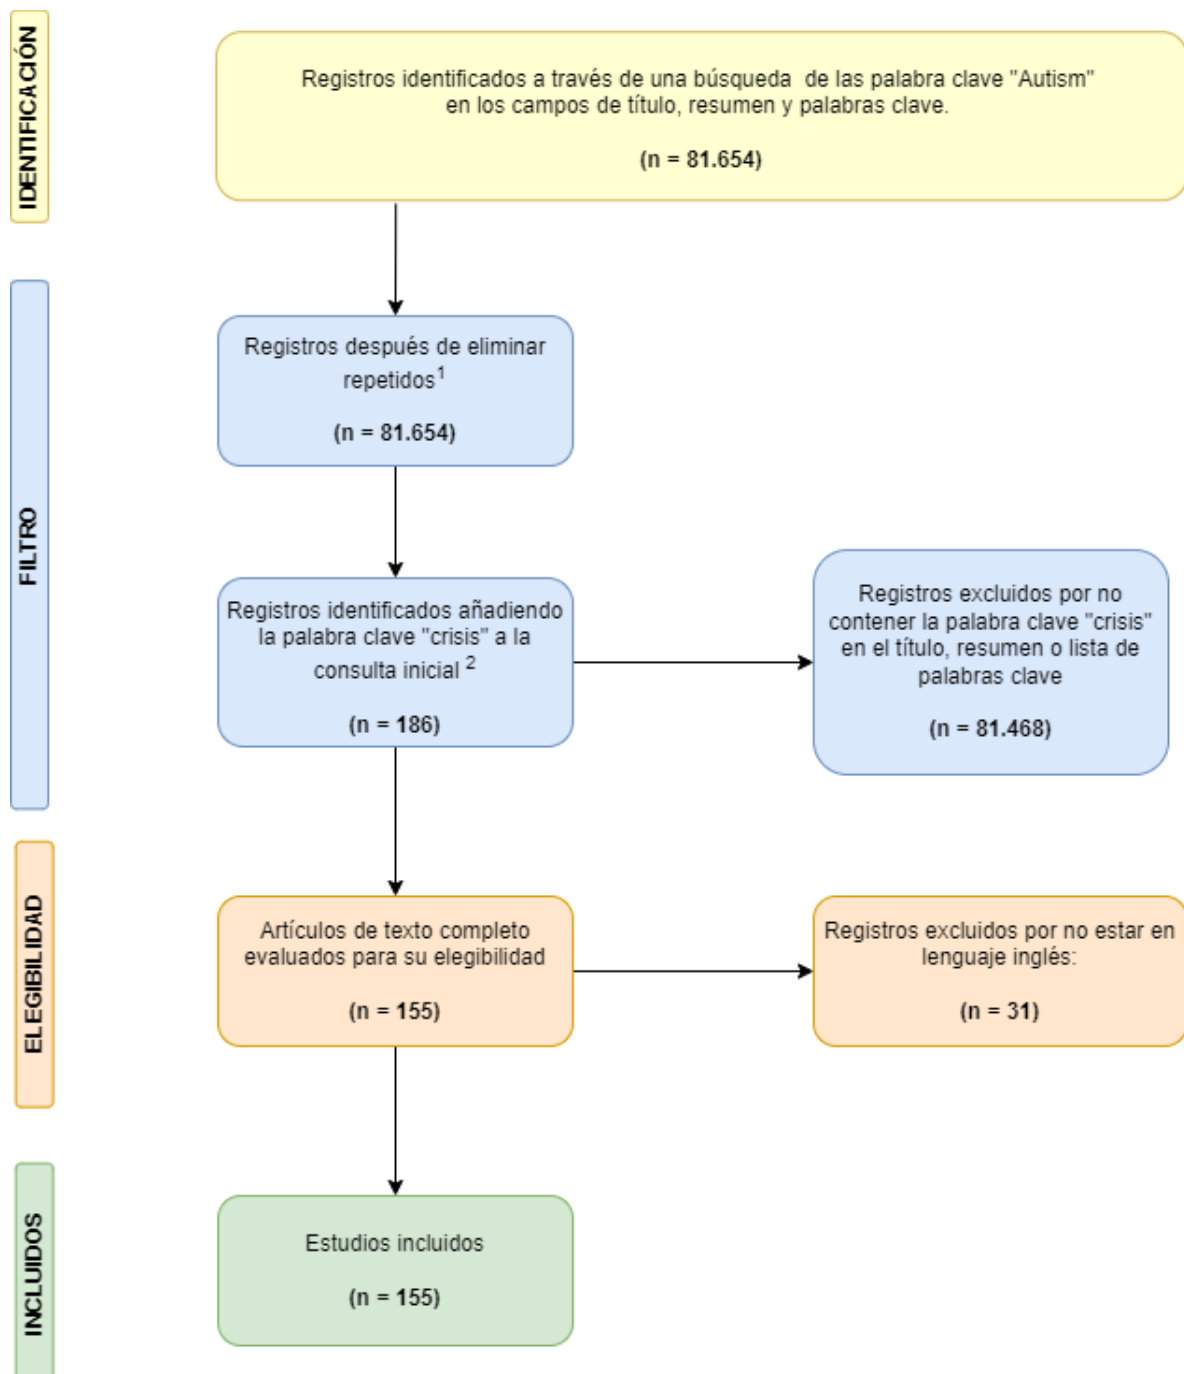 IDENTIFICACIÓN
Registros identificados a través de una búsqueda de las palabra clave "Autism"
en los campos de título, resumen y palabras clave.
(n = 81.654)
FILTRO
Registros después de eliminar
repetidos1
(n = 81.654)
Registros identificados añadiendo
la palabra clave "crisis" a la
consulta inicial 2
(n = 186)
Registros excluidos por no
contener la palabra clave "crisis"
en el título, resumen o lista de
palabras clave
(n = 81.468)
ELEGIBILIDAD
Artículos de texto completo
evaluados para su elegibilidad
(n = 155)
Registros excluidos por no estar en
lenguaje inglés:
(n = 31)
INCLUIDOS
Estudios incluidos
(n = 155)